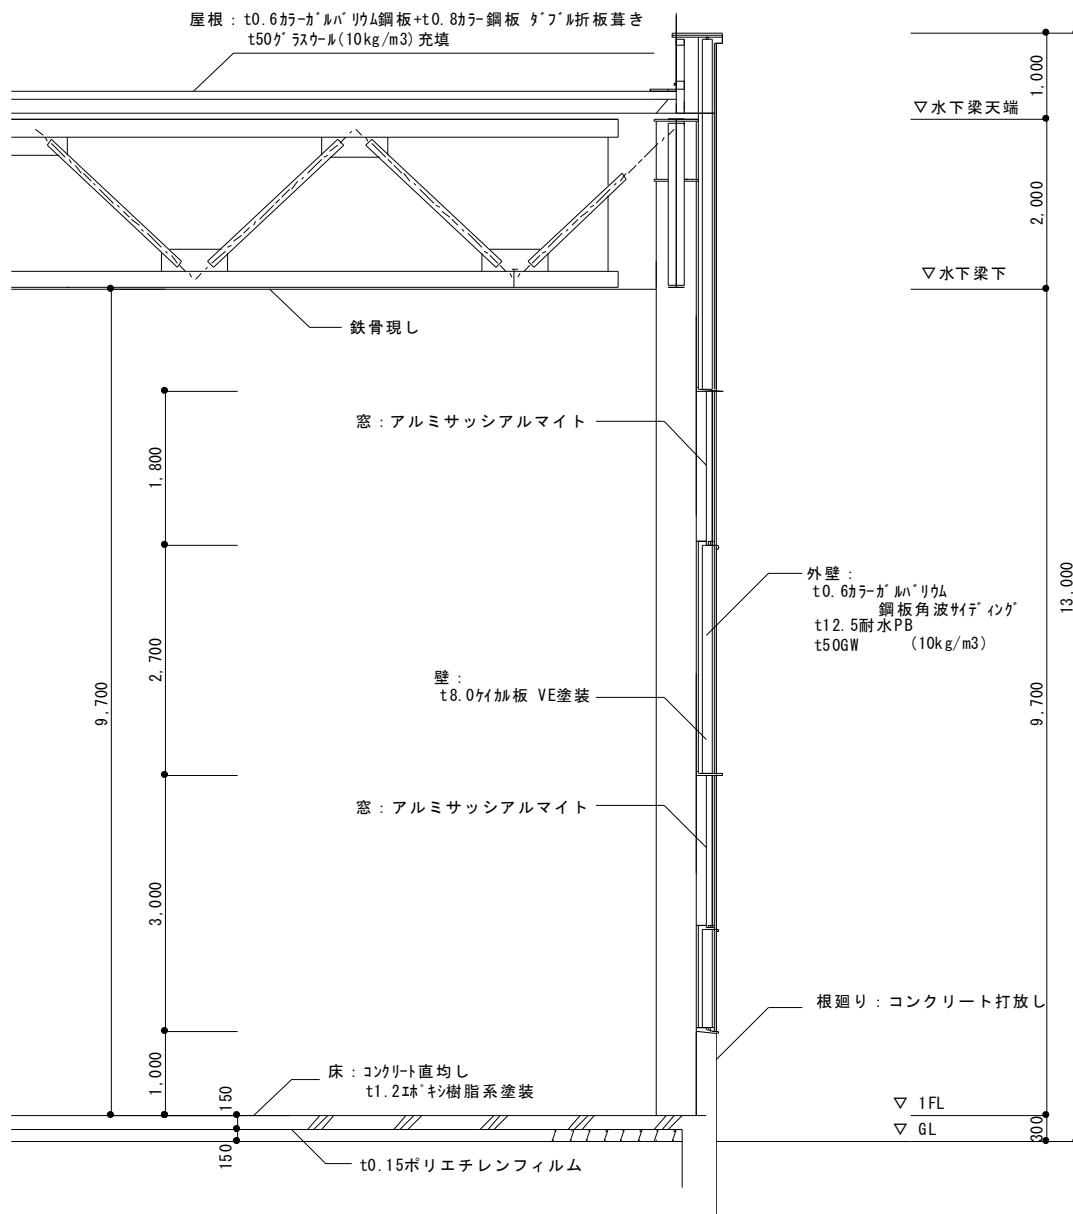 屋根：t0.6ｶﾗｰｶﾞﾙﾊﾞﾘｳﾑ鋼板+t0.8ｶﾗｰ鋼板 ﾀﾞﾌﾞﾙ折板葺き
t50ｸﾞﾗｽｳｰﾙ(10kg/m3)充填
1,000
▽水下梁天端
2,000
▽水下梁下
鉄骨現し
窓：アルミサッシアルマイト
1,800
外壁：
t0.6ｶﾗｰｶﾞﾙﾊﾞﾘｳﾑ
鋼板角波ｻｲﾃﾞｨﾝｸﾞ
t12.5耐水PB
t50GW (10kg/m3)
13,000
2,700
壁：
t8.0ｹｲｶﾙ板 VE塗装
9,700
9,700
窓：アルミサッシアルマイト
3,000
根廻り：コンクリート打放し
1,000
床：ｺﾝｸﾘｰﾄ直均し
t1.2ｴﾎﾟｷｼ樹脂系塗装
150
▽ 1FL
▽ GL
300
150
t0.15ポリエチレンフィルム